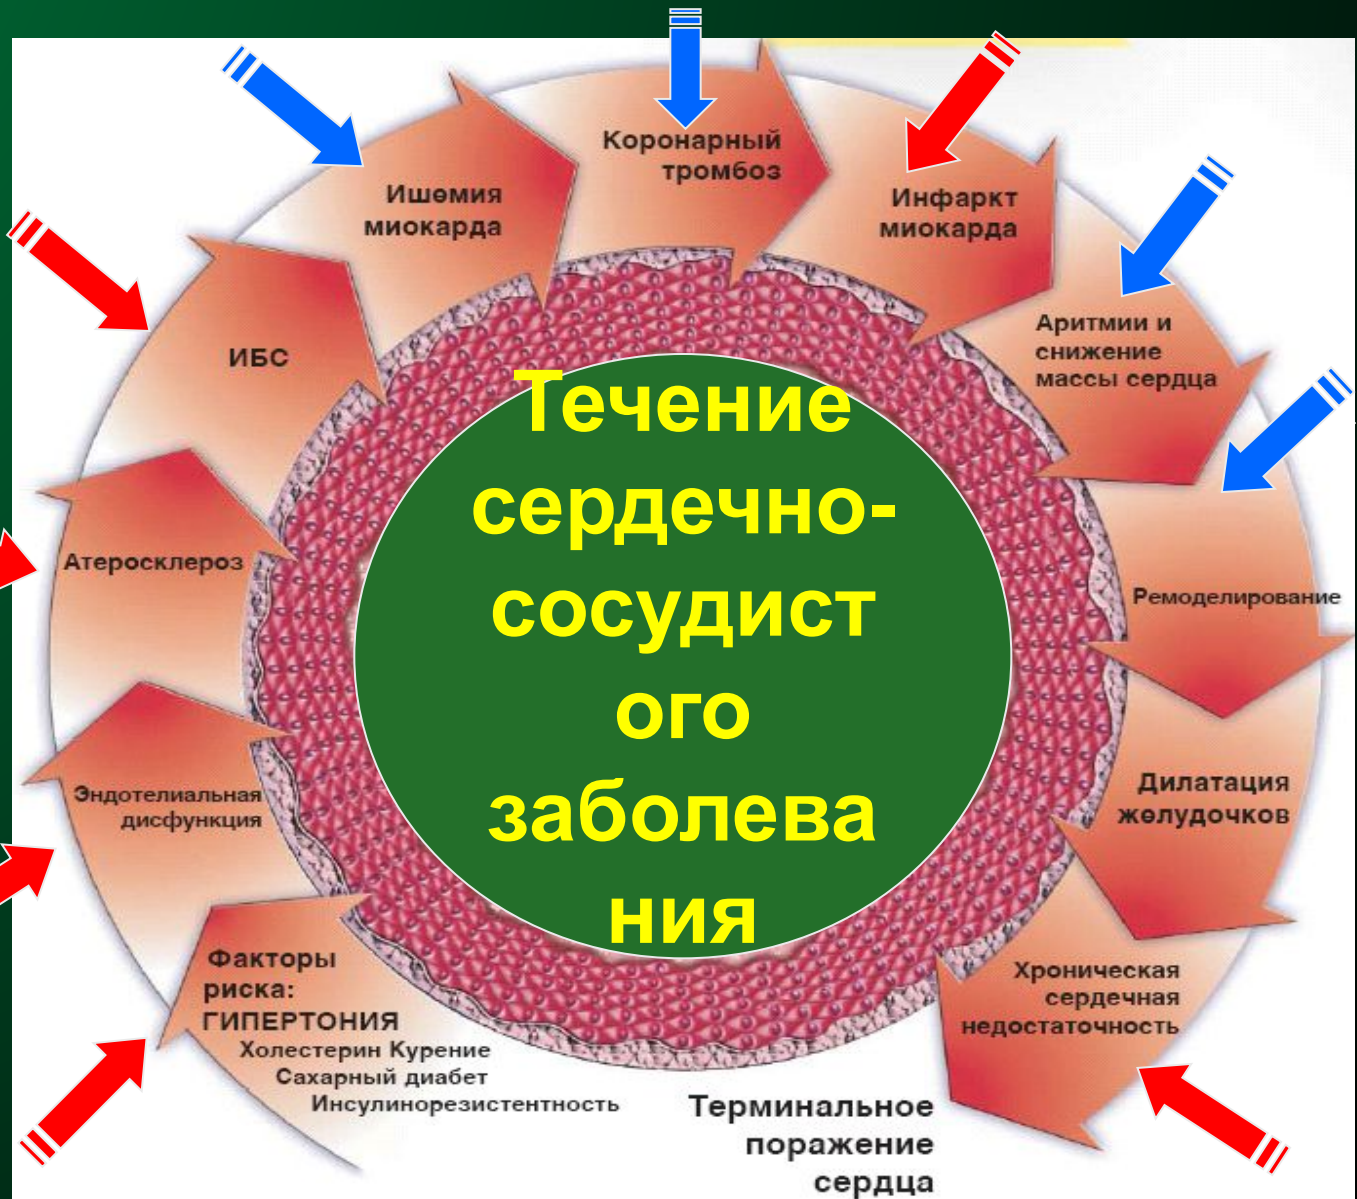 Течение
сердечно-
сосудист
ого
заболева
ния
Факторы
риска:
ГИПЕРТОНИЯ
Холестерин Курение
Сахарный диабет
Инсулинорезистентность
Эндотелиальная
дисфункция
Атеросклероз
ИБС
Ишемия
миокарда
Коронарный
тромбоз
Инфаркт
миокарда
Аритмии и
снижение
массы сердца
Ремоделирование
Дилатация
желудочков
Хроническая
сердечная
недостаточность
Терминальное
поражение
сердца